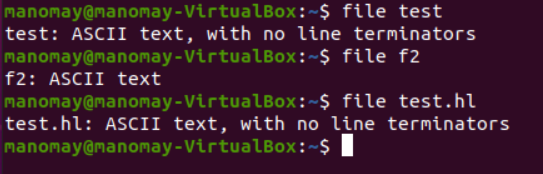 manomay@manomay-VirtualBox:~$ file test
test: ASCII text, with no line terminators
manomay@manomay-VirtualBox:~$ file f2
f2: ASCII text
manomay@manomay-VirtualBox:~$ file test.hl
test.hl: ASCII text, with no line terminators
manomay@manomay-VirtualBox:~$